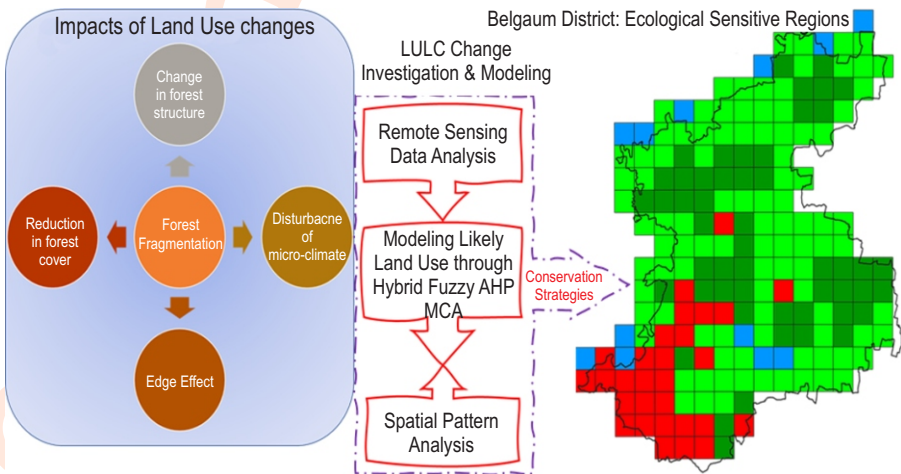 Impacts of Land Use changes
Change
in forest
structure
Reduction
in forest
cover
Forest
Fragmentation
Disturbacne
of
micro-climate
Edge Effect
LULC Change
Investigation & Modeling
Remote Sensing
Data Analysis
Modeling Likely
Land Use through
Hybrid Fuzzy AHP
MCA
Spatial Pattern
Analysis
Conservation
Strategies
Belgaum District: Ecological Sensitive Regions